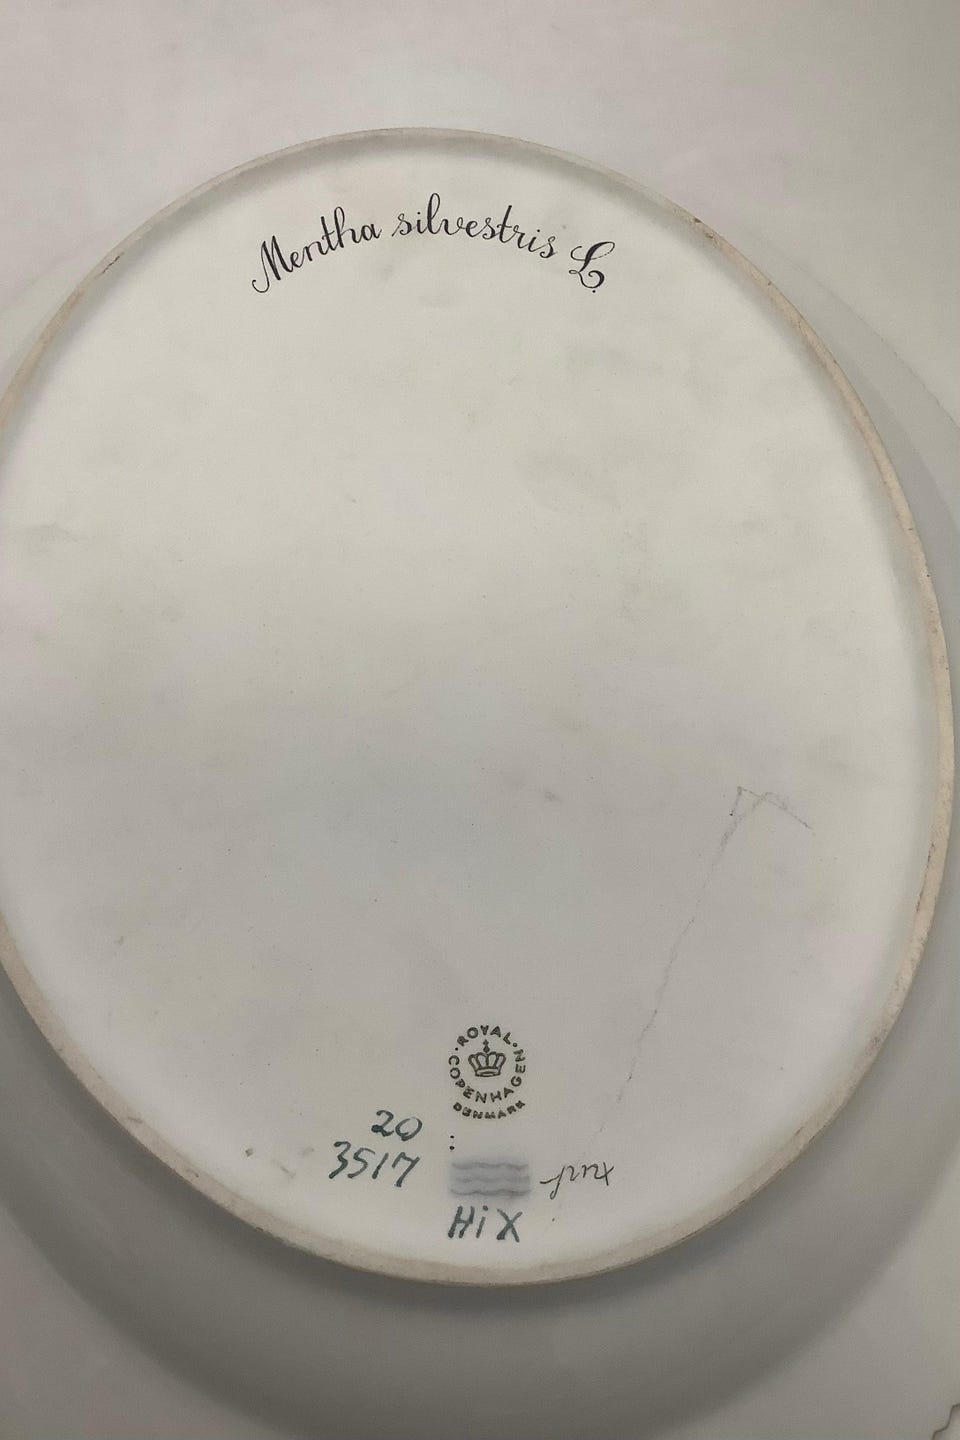 Mentha silvestris L.
ROYAL
COPENHAGEN
DENMARK
20
3517
HiX